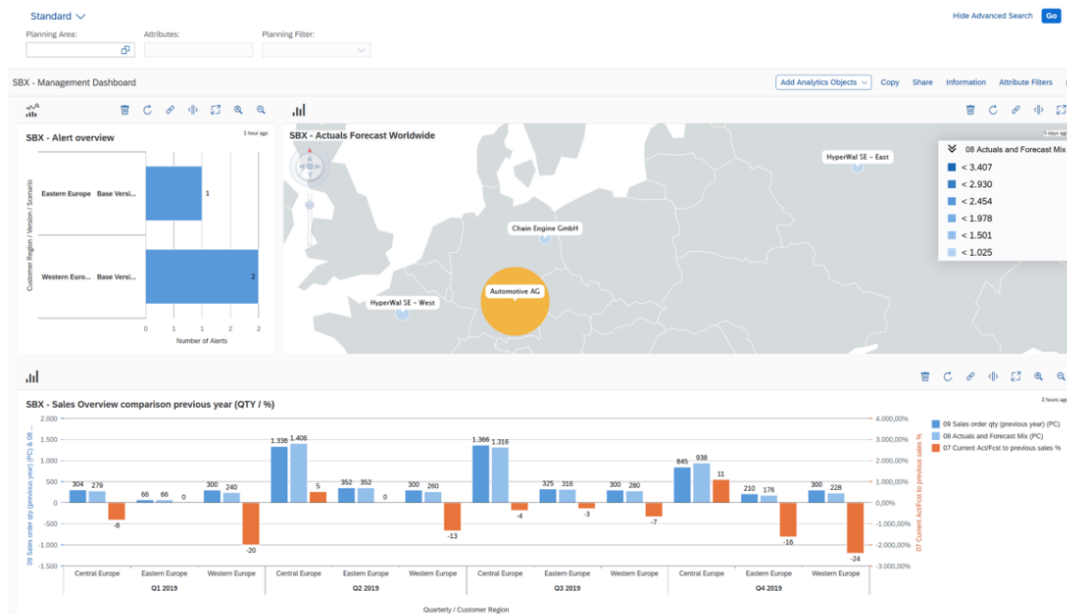 Standard
Hide Advanced Search Go
Planning Area: Attributes: Planning Filter:
SBX - Management Dashboard
Add Analytics Objects Copy Share Information Attribute Filters
SBX - Alert overview
1 hour ago
Customer Region / Version / Scenario
Eastern Europe Base Versi... 1
Western Euro... Base Versi... 2
0 1 1 2 2
Number of Alerts
SBX - Actuals Forecast Worldwide
5 days ago
HyperWal SE - East
Chain Engine GmbH
Automotive AG
HyperWal SE - West
08 Actuals and Forecast Mix
< 3.407
< 2.930
< 2.454
< 1.978
< 1.501
< 1.025
SBX - Sales Overview comparison previous year (QTY / %)
2 hours ago
09 Sales order qty (previous year) (PC) & 08 ...
2.000
1.500
1.000
500
0
-500
-1.000
-1.500
304 279 -8
66 66 0
300 240 -20
1.336 1.406 5
352 352 0
300 260 -13
1.366 1.316 -4
325 316 -3
300 280 -7
845 938 11
210 176 -16
300 228 -24
4.000,00%
3.000,00%
2.000,00%
1.000,00%
0,00%
-1.000,00%
-2.000,00%
-3.000,00%
07 Current Act/Fcst to previous sales %
09 Sales order qty (previous year) (PC)
08 Actuals and Forecast Mix (PC)
07 Current Act/Fcst to previous sales %
Central Europe Eastern Europe Western Europe Central Europe Eastern Europe Western Europe Central Europe Eastern Europe Western Europe Central Europe Eastern Europe Western Europe
Q1 2019 Q2 2019 Q3 2019 Q4 2019
Quarterly / Customer Region